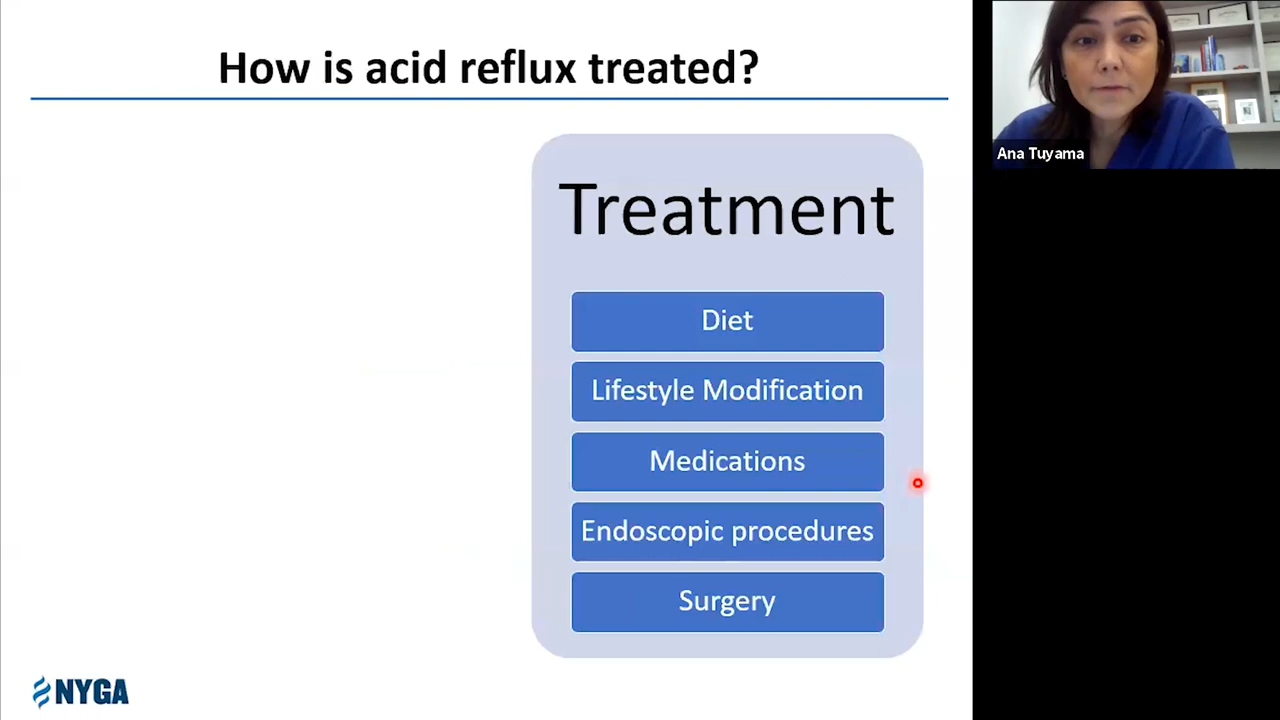 How is acid reflux treated?
Treatment
Diet
Lifestyle Modification
Medications
Endoscopic procedures
Surgery
NYGA
Ana Tuyama